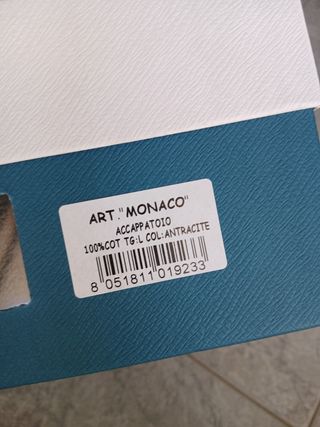 ART."MONACO"
ACCAPPATOIO
100%COT TG:L COL:ANTRACITE
8 051811 019233